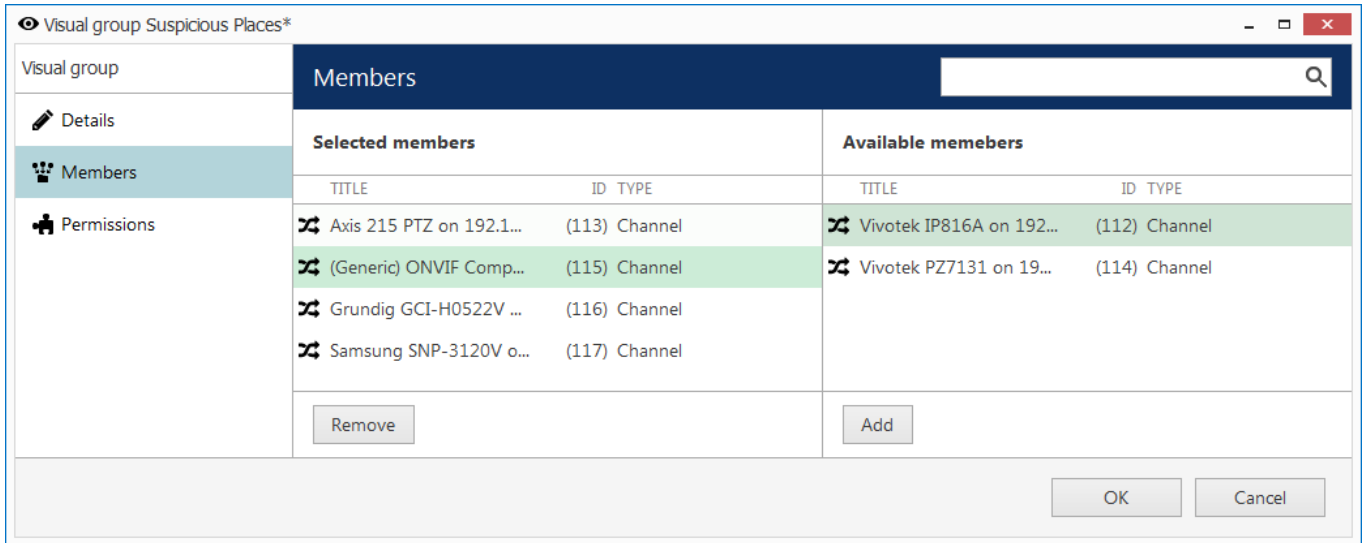 Visual group Suspicious Places*
Visual group
Details
Members
Permissions
Members
Selected members
TITLE ID TYPE
Axis 215 PTZ on 192.1... (113) Channel
(Generic) ONVIF Comp... (115) Channel
Grundig GCI-H0522V ... (116) Channel
Samsung SNP-3120V o... (117) Channel
Remove
Available memebers
TITLE ID TYPE
Vivotek IP816A on 192... (112) Channel
Vivotek PZ7131 on 19... (114) Channel
Add
OK Cancel